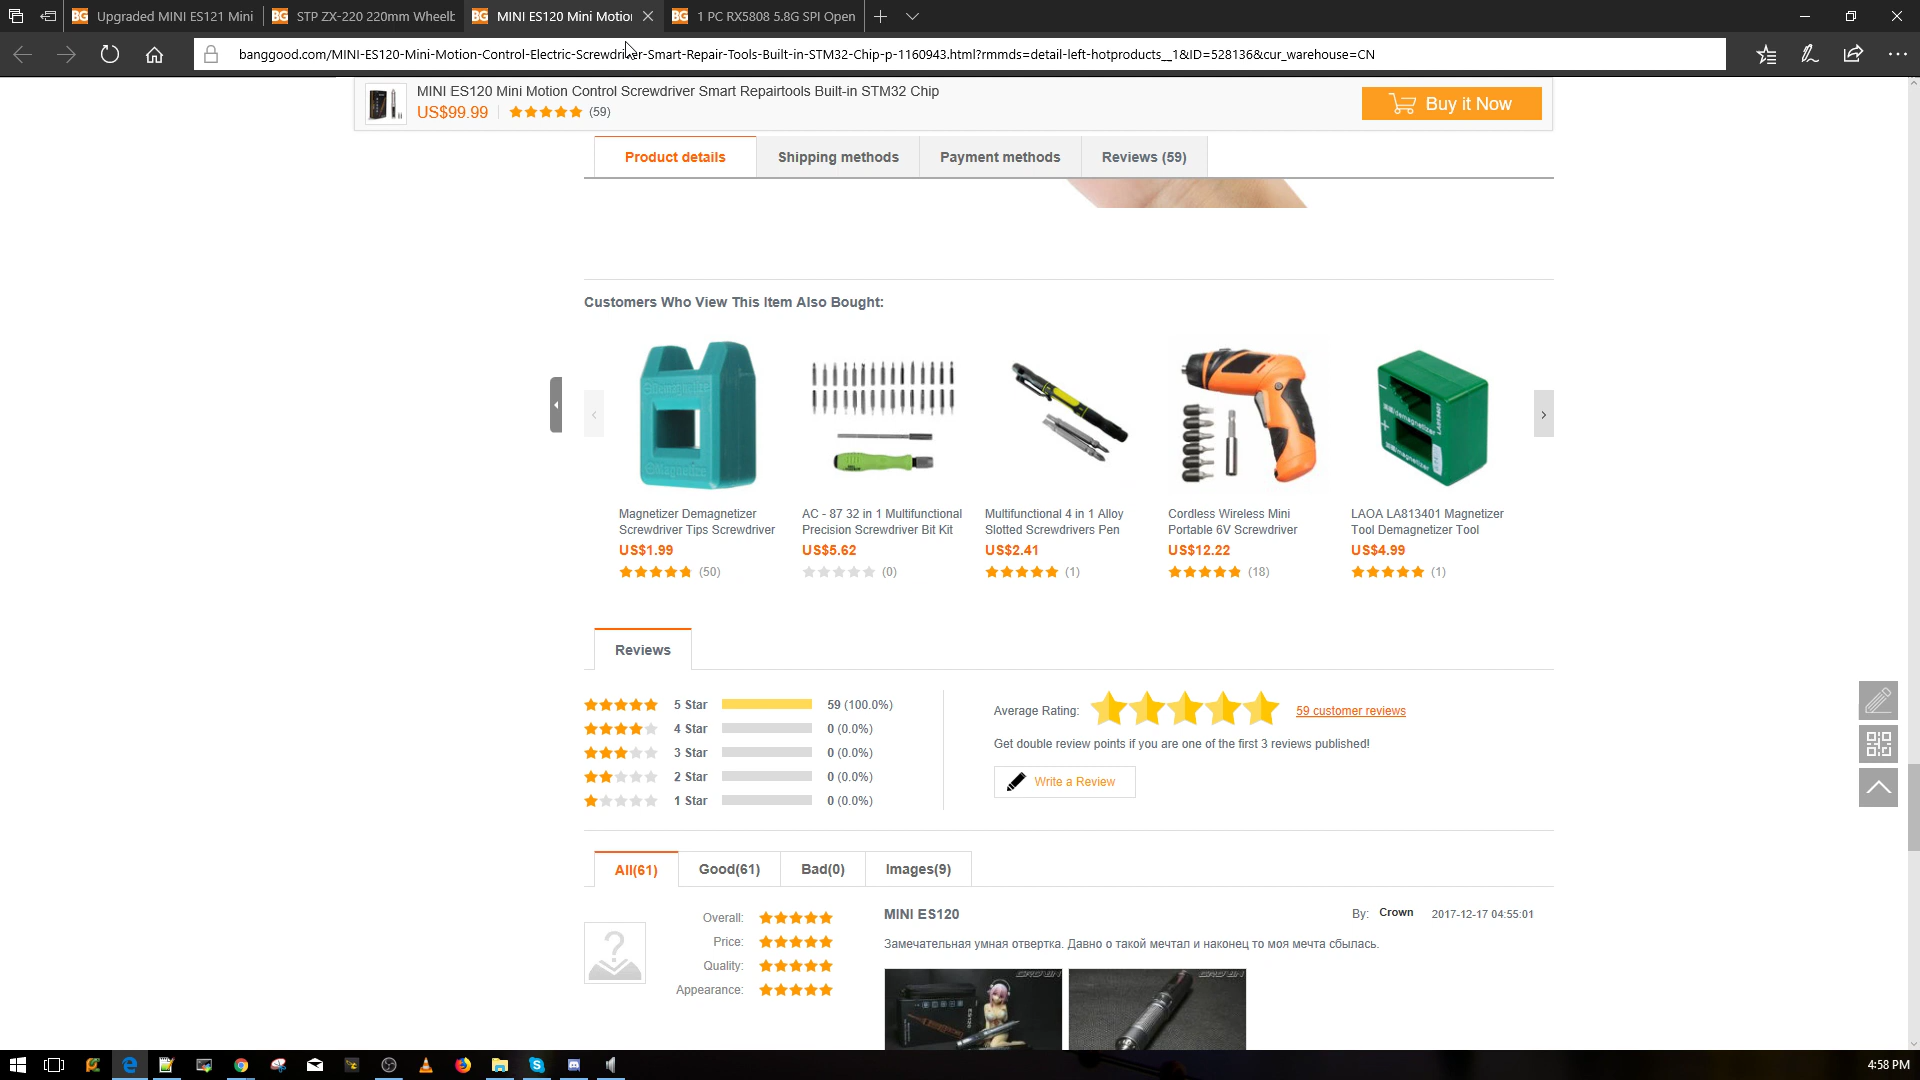 BG Upgraded MINI ES121 Mini
BG STP ZX-220 220mm Wheelb
BG MINI ES120 Mini Motion
BG 1 PC RX5808 5.8G SPI Open
banggood.com/MINI-ES120-Mini-Motion-Control-Electric-Screwdriver-Smart-Repair-Tools-Built-in-STM32-Chip-p-1160943.html?rmmds=detail-left-hotproducts__1&ID=528136&cur_warehouse=CN
MINI ES120 Mini Motion Control Screwdriver Smart Repairtools Built-in STM32 Chip
US$99.99 (59)
Buy it Now
Product details Shipping methods Payment methods Reviews (59)
Customers Who View This Item Also Bought:
Magnetizer Demagnetizer
Screwdriver Tips Screwdriver
US$1.99
(50)
AC - 87 32 in 1 Multifunctional
Precision Screwdriver Bit Kit
US$5.62
(0)
Multifunctional 4 in 1 Alloy
Slotted Screwdrivers Pen
US$2.41
(1)
Cordless Wireless Mini
Portable 6V Screwdriver
US$12.22
(18)
LAOA LA813401 Magnetizer
Tool Demagnetizer Tool
US$4.99
(1)
Reviews
5 Star 59 (100.0%)
4 Star 0 (0.0%)
3 Star 0 (0.0%)
2 Star 0 (0.0%)
1 Star 0 (0.0%)
Average Rating: 59 customer reviews
Get double review points if you are one of the first 3 reviews published!
Write a Review
All(61) Good(61) Bad(0) Images(9)
Overall:
Price:
Quality:
Appearance:
MINI ES120
By: Crown 2017-12-17 04:55:01
Замечательная умная отвертка. Давно о такой мечтал и наконец то моя мечта сбылась.
4:58 PM